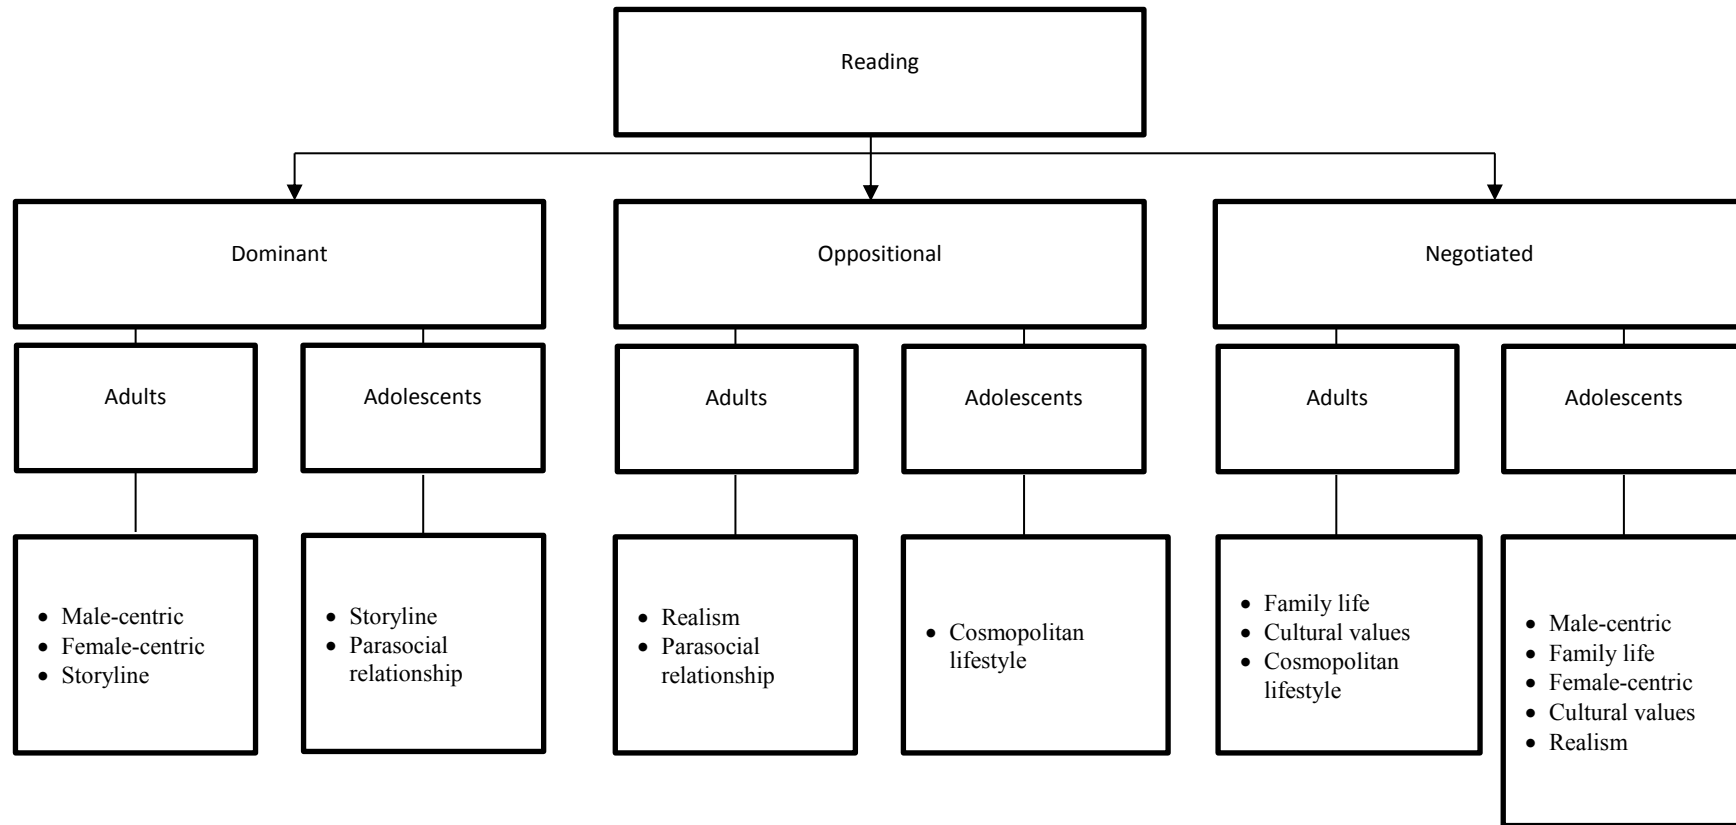 Reading
Dominant
Oppositional
Negotiated
Adults
Adolescents
Adults
Adolescents
Adults
Adolescents
• Male-centric
• Female-centric
• Storyline
• Storyline
• Parasocial
relationship
• Realism
• Parasocial
relationship
• Cosmopolitan
lifestyle
• Family life
• Cultural values
• Cosmopolitan
lifestyle
• Male-centric
• Family life
• Female-centric
• Cultural values
• Realism